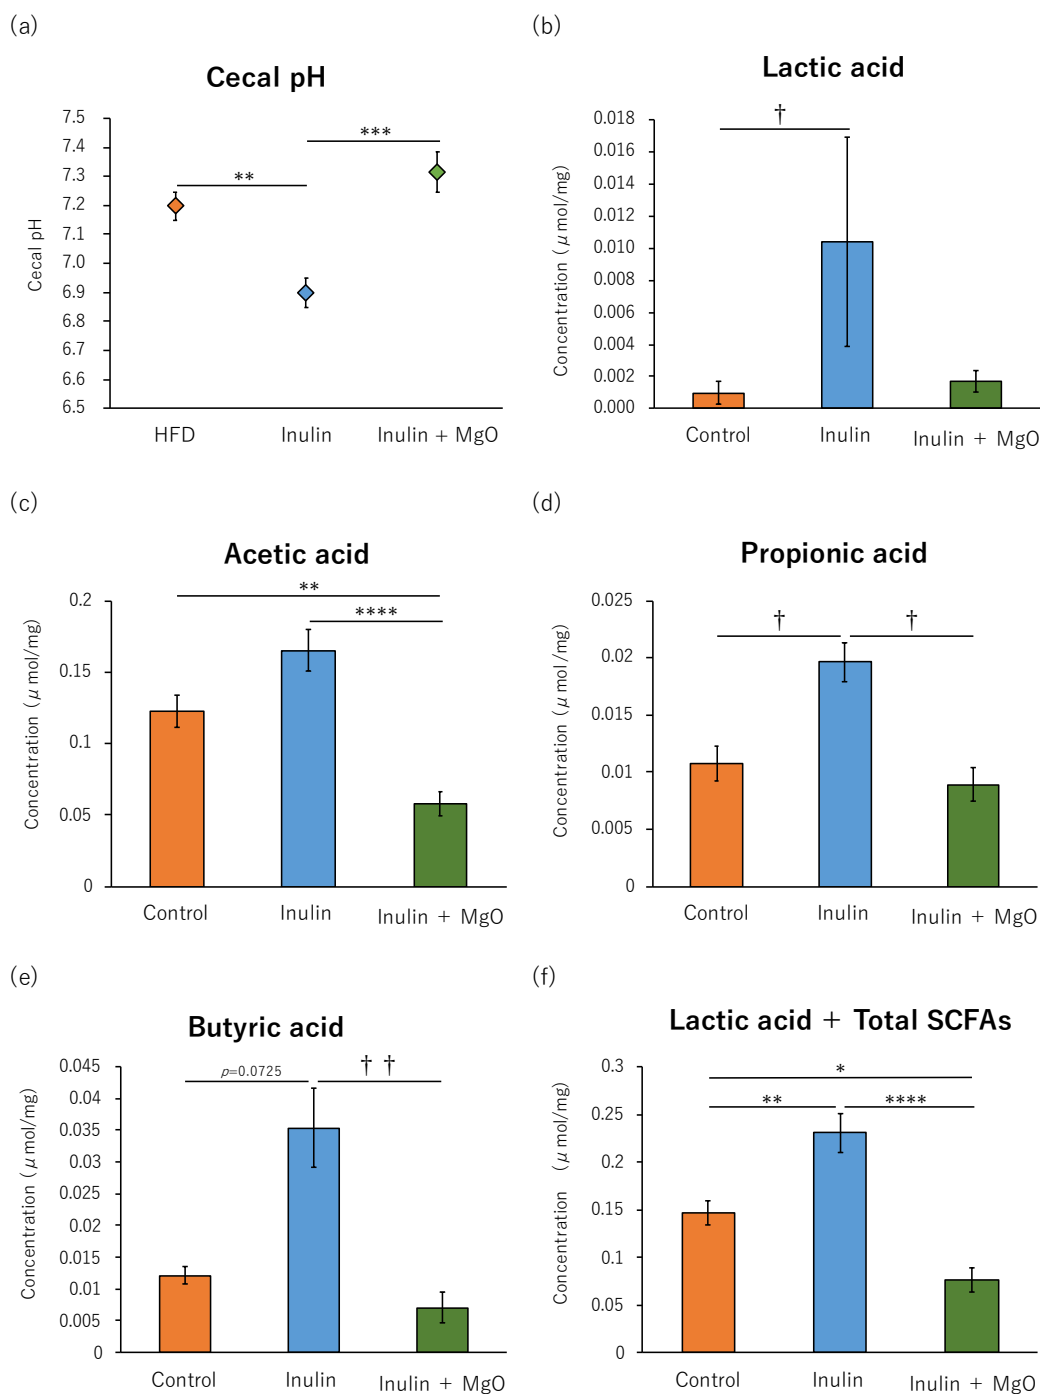 (a)
Cecal pH
***
**
7.5
7.4
7.3
7.2
7.1
7.0
6.9
6.8
6.7
6.6
6.5
Cecal pH
HFD
Inulin
Inulin + MgO
(b)
Lactic acid
†
0.018
0.016
0.014
0.012
0.010
0.008
0.006
0.004
0.002
0.000
Concentration (μmol/mg)
Control
Inulin
Inulin + MgO
(c)
Acetic acid
**
****
0.2
0.15
0.1
0.05
0
Concentration (μmol/mg)
Control
Inulin
Inulin + MgO
(d)
Propionic acid
† †
0.025
0.02
0.015
0.01
0.005
0
Concentration (μmol/mg)
Control
Inulin
Inulin + MgO
(e)
Butyric acid
p=0.0725
† †
0.045
0.04
0.035
0.03
0.025
0.02
0.015
0.01
0.005
0
Concentration (μmol/mg)
Control
Inulin
Inulin + MgO
(f)
Lactic acid + Total SCFAs
*
** ****
0.3
0.25
0.2
0.15
0.1
0.05
0
Concentration (μmol/mg)
Control
Inulin
Inulin + MgO